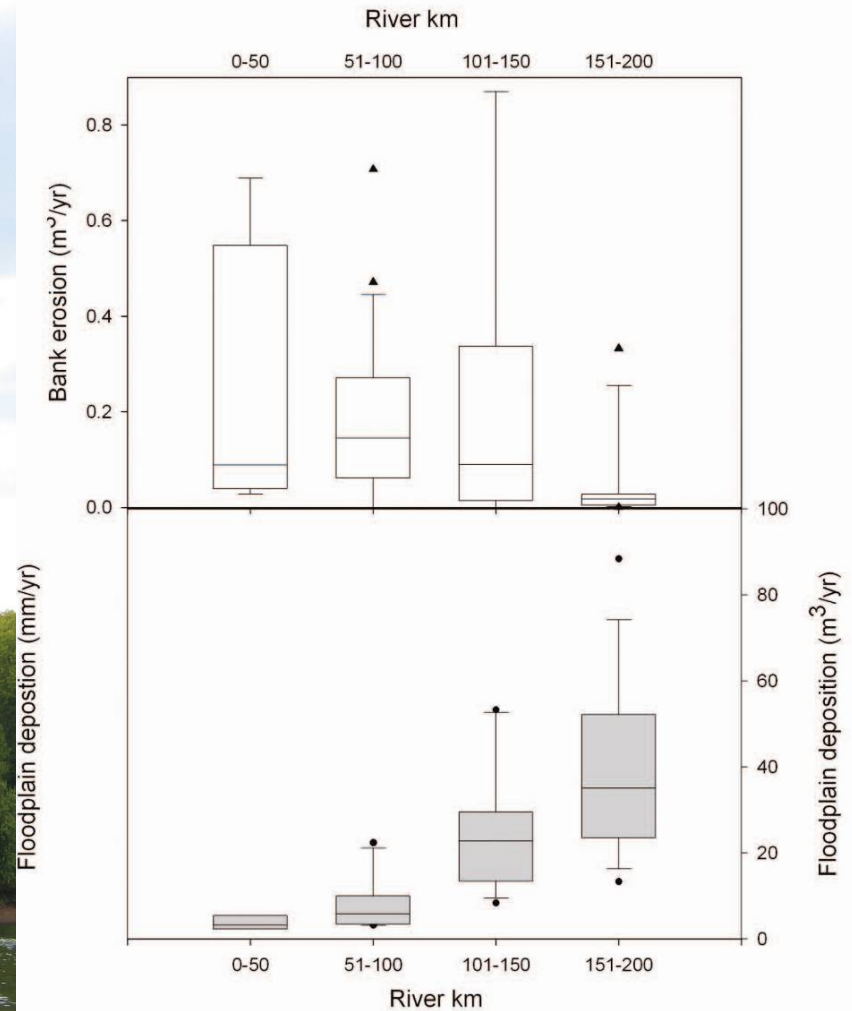 River km
0-50 51-100 101-150 151-200
Bank erosion (m³/yr)
0.8
0.6
0.4
0.2
0.0
100
80
60
40
20
0
Floodplain depostion (mm/yr)
Floodplain deposition (m³/yr)
0-50 51-100 101-150 151-200
River km